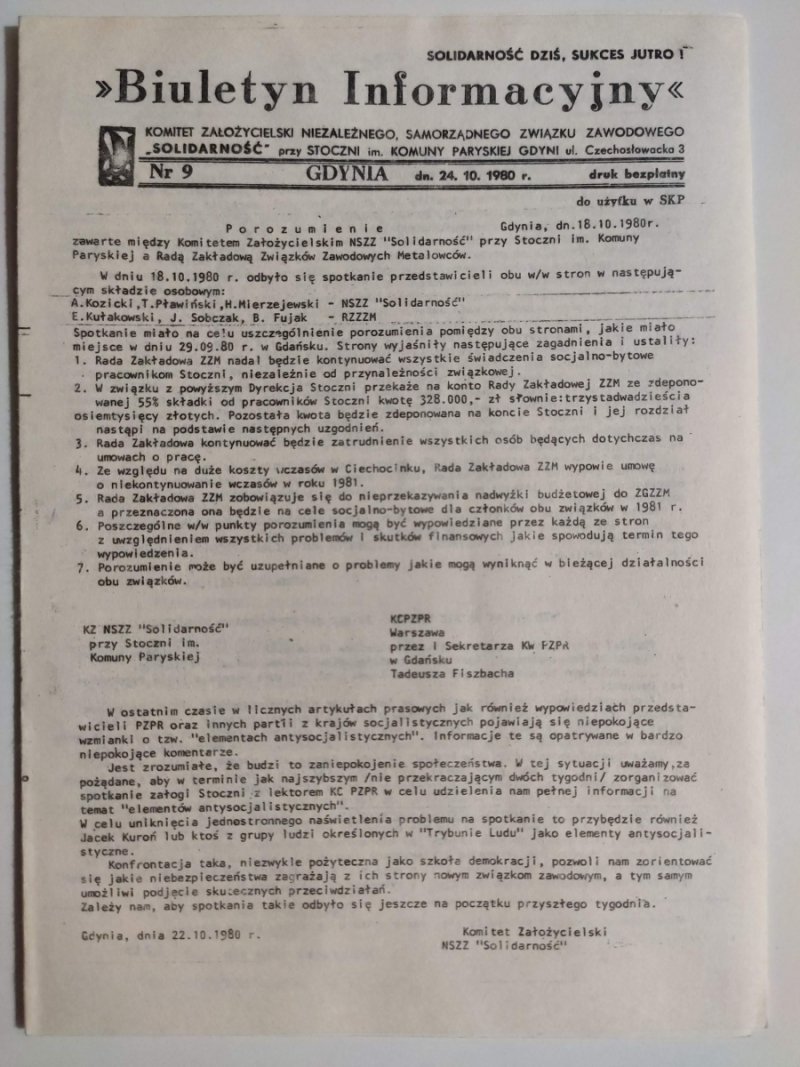 SOLIDARNOŚĆ DZIŚ, SUKCES JUTRO !
»Biuletyn Informacyjny«
KOMITET ZAŁOŻYCIELSKI NIEZALEŻNEGO, SAMORZĄDNEGO ZWIĄZKU ZAWODOWEGO
„SOLIDARNOŚĆ" przy STOCZNI im. KOMUNY PARYSKIEJ GDYNI ul. Czechosłowacka 3
Nr 9 GDYNIA dn. 24. 10. 1980 r. druk bezpłatny
do użytku w SKP
Porozumienie Gdynia, dn.18.10.1980r.
zawarte między Komitetem Założycielskim NSZZ "Solidarność" przy Stoczni im. Komuny
Paryskiej a Radą Zakładową Związków Zawodowych Metalowców.
W dniu 18.10.1980 r. odbyło się spotkanie przedstawicieli obu w/w stron w następują-
cym składzie osobowym:
A.Kozicki,T.Pławiński,H.Mierzejewski - NSZZ "Solidarność"
E.Kułakowski, J. Sobczak, B. Fujak - RZZZM
Spotkanie miało na celu uszczególnienie porozumienia pomiędzy obu stronami, jakie miało
miejsce w dniu 29.09.80 r. w Gdańsku. Strony wyjaśniły następujące zagadnienia i ustaliły:
1. Rada Zakładowa ZZM nadal będzie kontynuować wszystkie świadczenia socjalno-bytowe
pracownikom Stoczni, niezależnie od przynależności związkowej.
2. W związku z powyższym Dyrekcja Stoczni przekaże na konto Rady Zakładowej ZZM ze zdepono-
wanej 55% składki od pracowników Stoczni kwotę 328.000,- zł słownie:trzystadwadzieścia
osiemtysięcy złotych. Pozostała kwota będzie zdeponowana na koncie Stoczni i jej rozdział
nastąpi na podstawie następnych uzgodnień.
3. Rada Zakładowa kontynuować będzie zatrudnienie wszystkich osób będących dotychczas na
umowach o pracę.
4. Ze względu na duże koszty wczasów w Ciechocinku, Rada Zakładowa ZZM wypowie umowę
o niekontynuowanie wczasów w roku 1981.
5. Rada Zakładowa ZZM zobowiązuje się do nieprzekazywania nadwyżki budżetowej do ZGZZM
a przeznaczona ona będzie na cele socjalno-bytowe dla członków obu związków w 1981 r.
6. Poszczególne w/w punkty porozumienia mogą być wypowiedziane przez każdą ze stron
z uwzględnieniem wszystkich problemów i skutków finansowych jakie spowodują termin tego
wypowiedzenia.
7. Porozumienie może być uzupełniane o problemy jakie mogą wyniknąć w bieżącej działalności
obu związków.
KZ NSZZ "Solidarność"
przy Stoczni im.
Komuny Paryskiej
KCPZPR
Warszawa
przez I Sekretarza KW PZPR
w Gdańsku
Tadeusza Fiszbacha
W ostatnim czasie w licznych artykułach prasowych jak również wypowiedziach przedsta-
wicieli PZPR oraz innych partii z krajów socjalistycznych pojawiają się niepokojące
wzmianki o tzw. "elementach antysocjalistycznych". Informacje te są opatrywane w bardzo
niepokojące komentarze.
Jest zrozumiałe, że budzi to zaniepokojenie społeczeństwa. W tej sytuacji uważamy,za
pożądane, aby w terminie jak najszybszym /nie przekraczającym dwóch tygodni/ zorganizować
spotkanie załogi Stoczni z lektorem KC PZPR w celu udzielenia nam pełnej informacji na
temat "elementów antysocjalistycznych".
W celu uniknięcia jednostronnego naświetlenia problemu na spotkanie to przybędzie również
Jacek Kuroń lub ktoś z grupy ludzi określonych w "Trybunie Ludu" jako elementy antysocjali-
styczne.
Konfrontacja taka, niezwykle pożyteczna jako szkoła demokracji, pozwoli nam zorientować
się jakie niebezpieczeństwa zagrażają z ich strony nowym związkom zawodowym, a tym samym
umożliwi podjęcie skutecznych przeciwdziałań.
Zależy nam, aby spotkania takie odbyło się jeszcze na początku przyszłego tygodnia.
Gdynia, dnia 22.10.1980 r.
Komitet Założycielski
NSZZ "Solidarność"